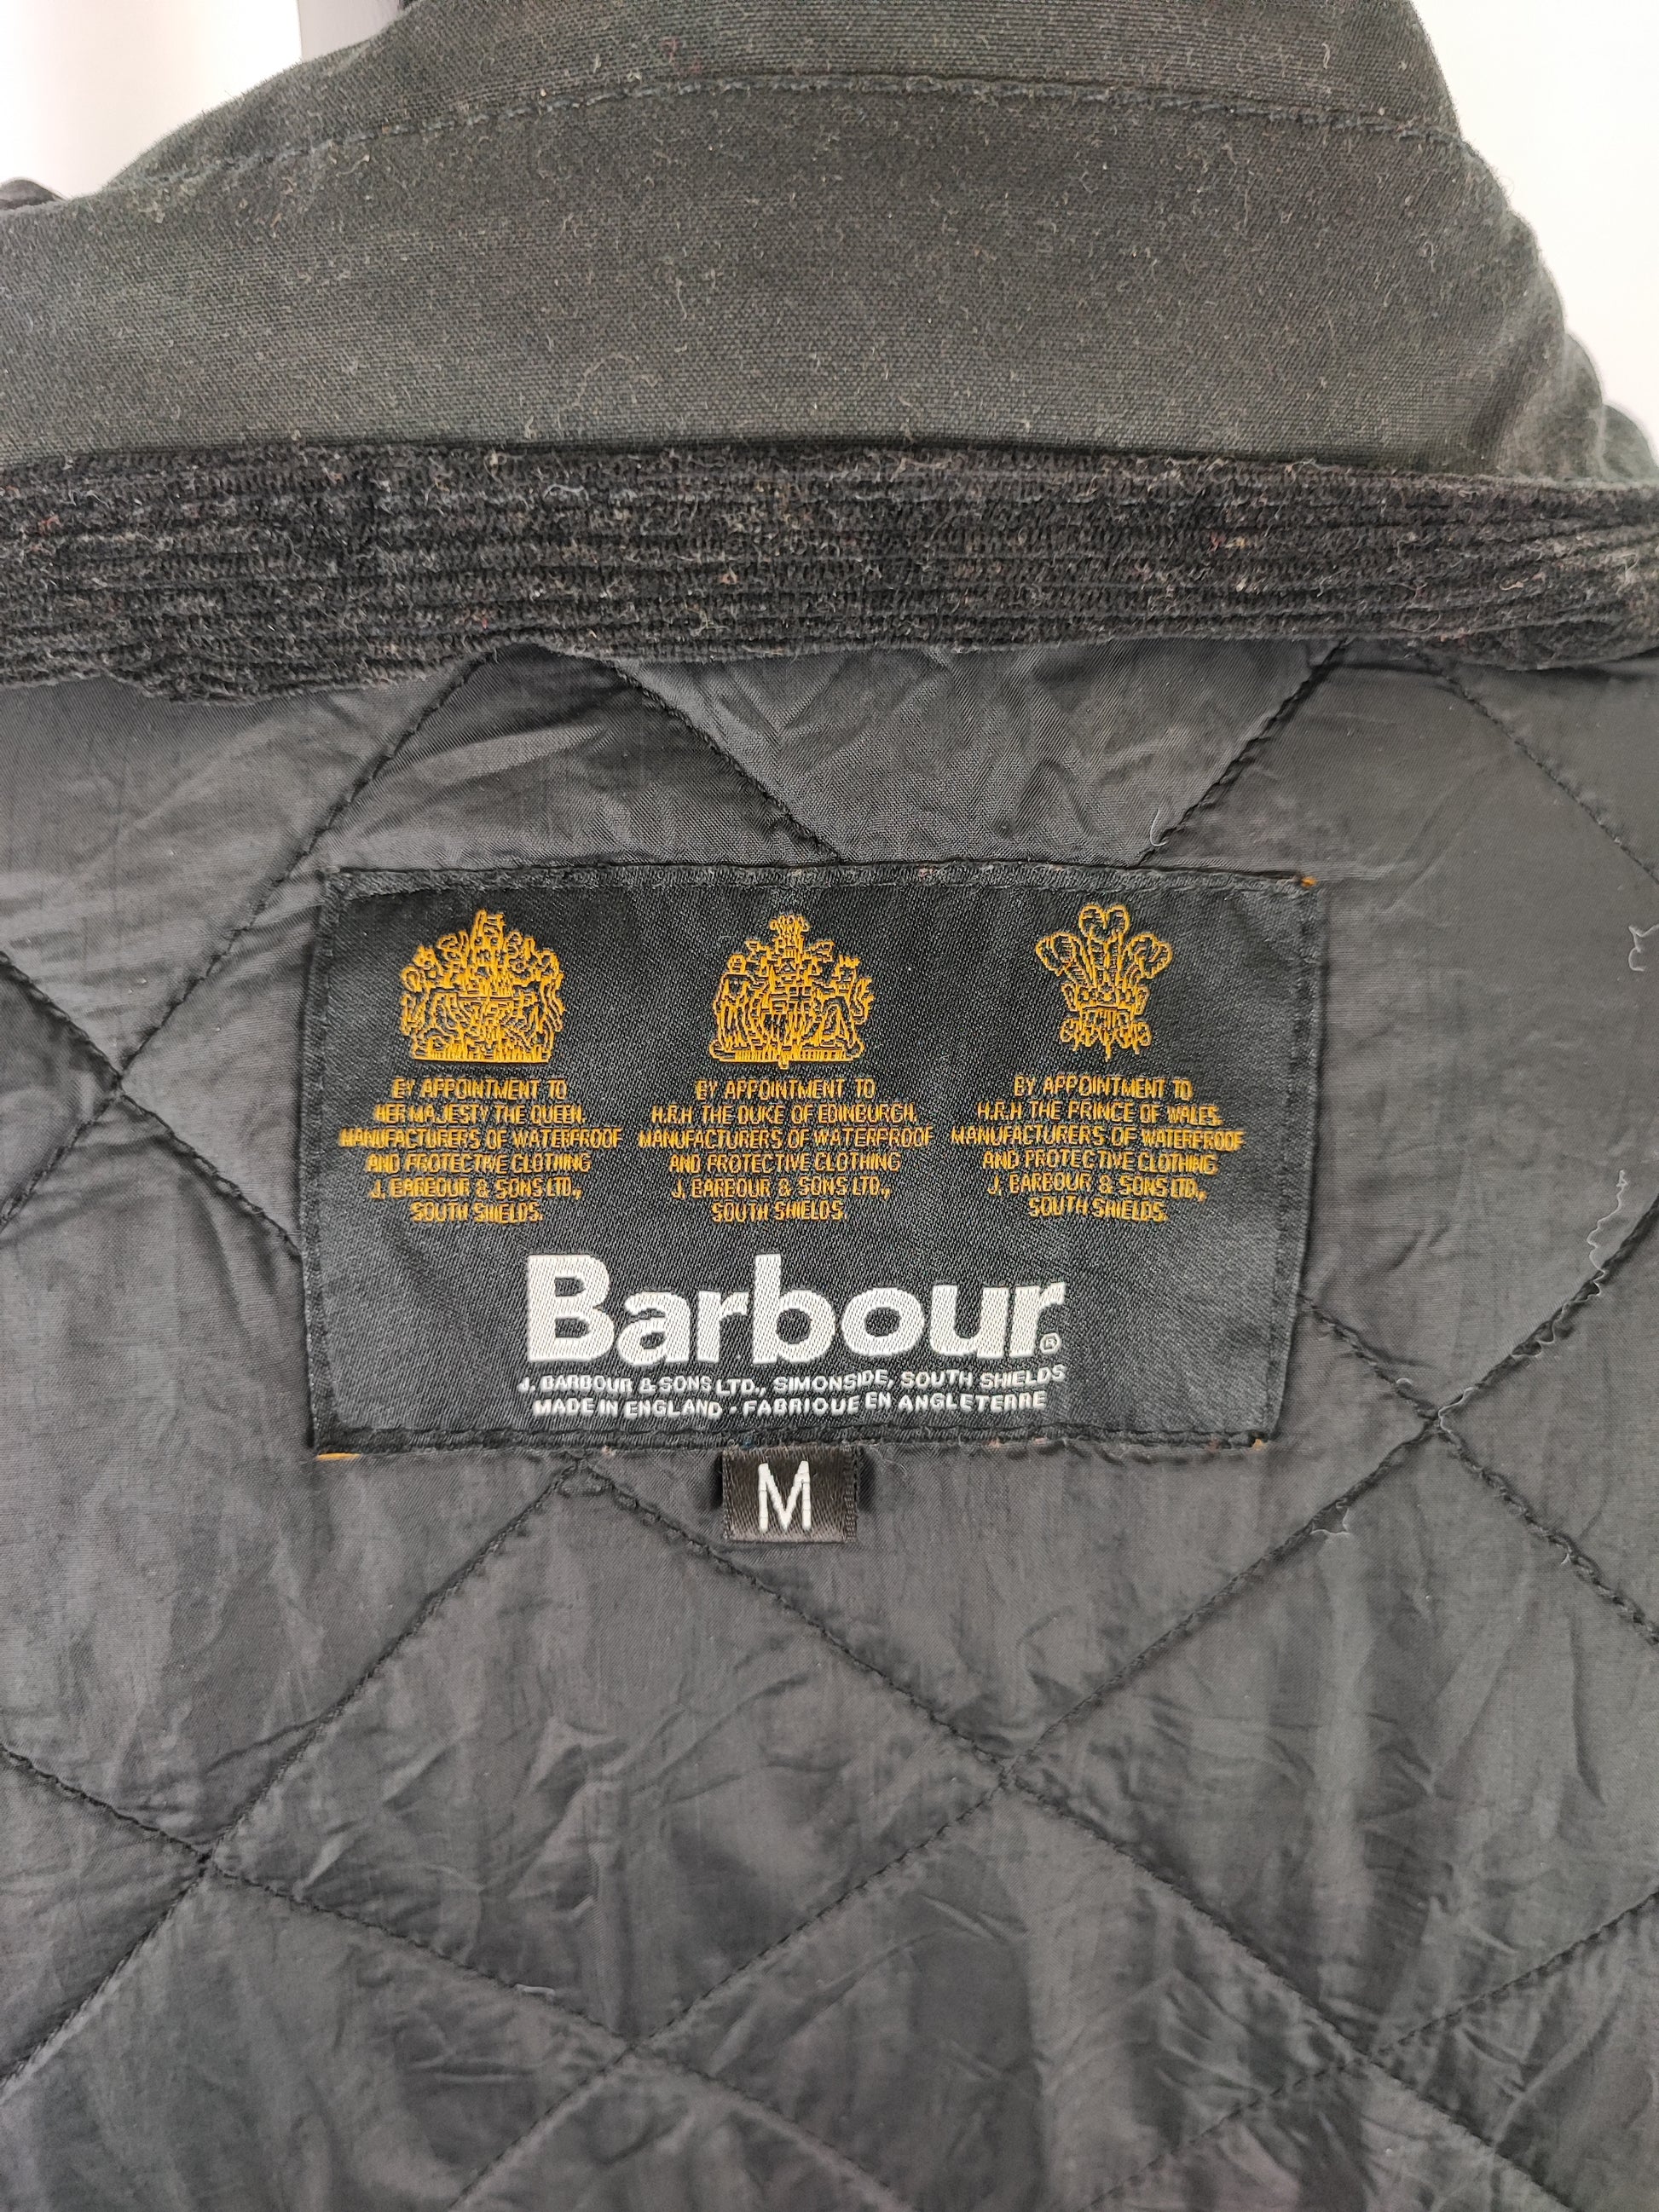 BY APPOINTMENT TO
HER MAJESTY THE QUEEN,
MANUFACTURERS OF WATERPROOF
AND PROTECTIVE CLOTHING
J. BARBOUR & SONS LTD.,
SOUTH SHIELDS.
BY APPOINTMENT TO
H.R.H THE DUKE OF EDINBURGH,
MANUFACTURERS OF WATERPROOF
AND PROTECTIVE CLOTHING
J. BARBOUR & SONS LTD.,
SOUTH SHIELDS.
BY APPOINTMENT TO
H.R.H THE PRINCE OF WALES.
MANUFACTURERS OF WATERPROOF
AND PROTECTIVE CLOTHING
J. BARBOUR & SONS LTD.,
SOUTH SHIELDS.
Barbour®
J. BARBOUR & SONS LTD., SIMONSIDE, SOUTH SHIELDS
MADE IN ENGLAND · FABRIQUE EN ANGLETERRE
M